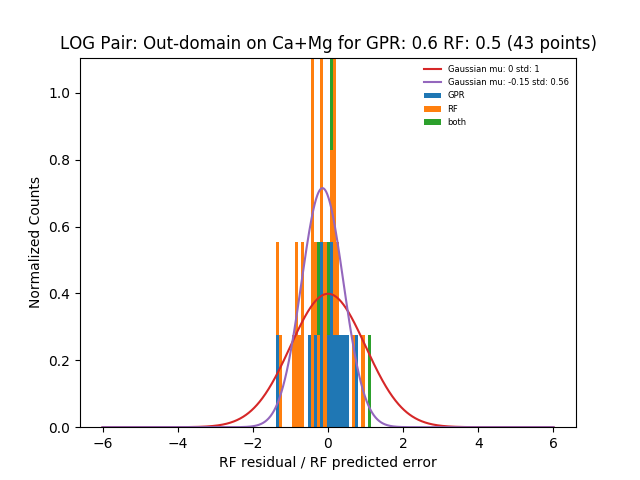 LOG Pair: Out-domain on Ca+Mg for GPR: 0.6 RF: 0.5 (43 points)
Gaussian mu: 0 std: 1
Gaussian mu: -0.15 std: 0.56
GPR
RF
both
Normalized Counts
1.0
0.8
0.6
0.4
0.2
0.0
−6 −4 −2 0 2 4 6
RF residual / RF predicted error